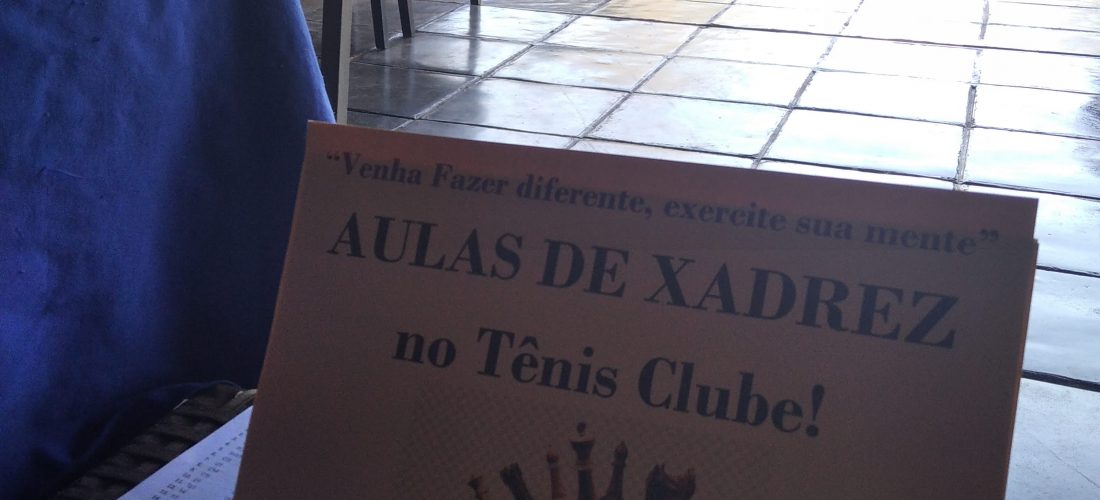 “Venha Fazer diferente, exercite sua mente”
AULAS DE XADREZ
no Tênis Clube!